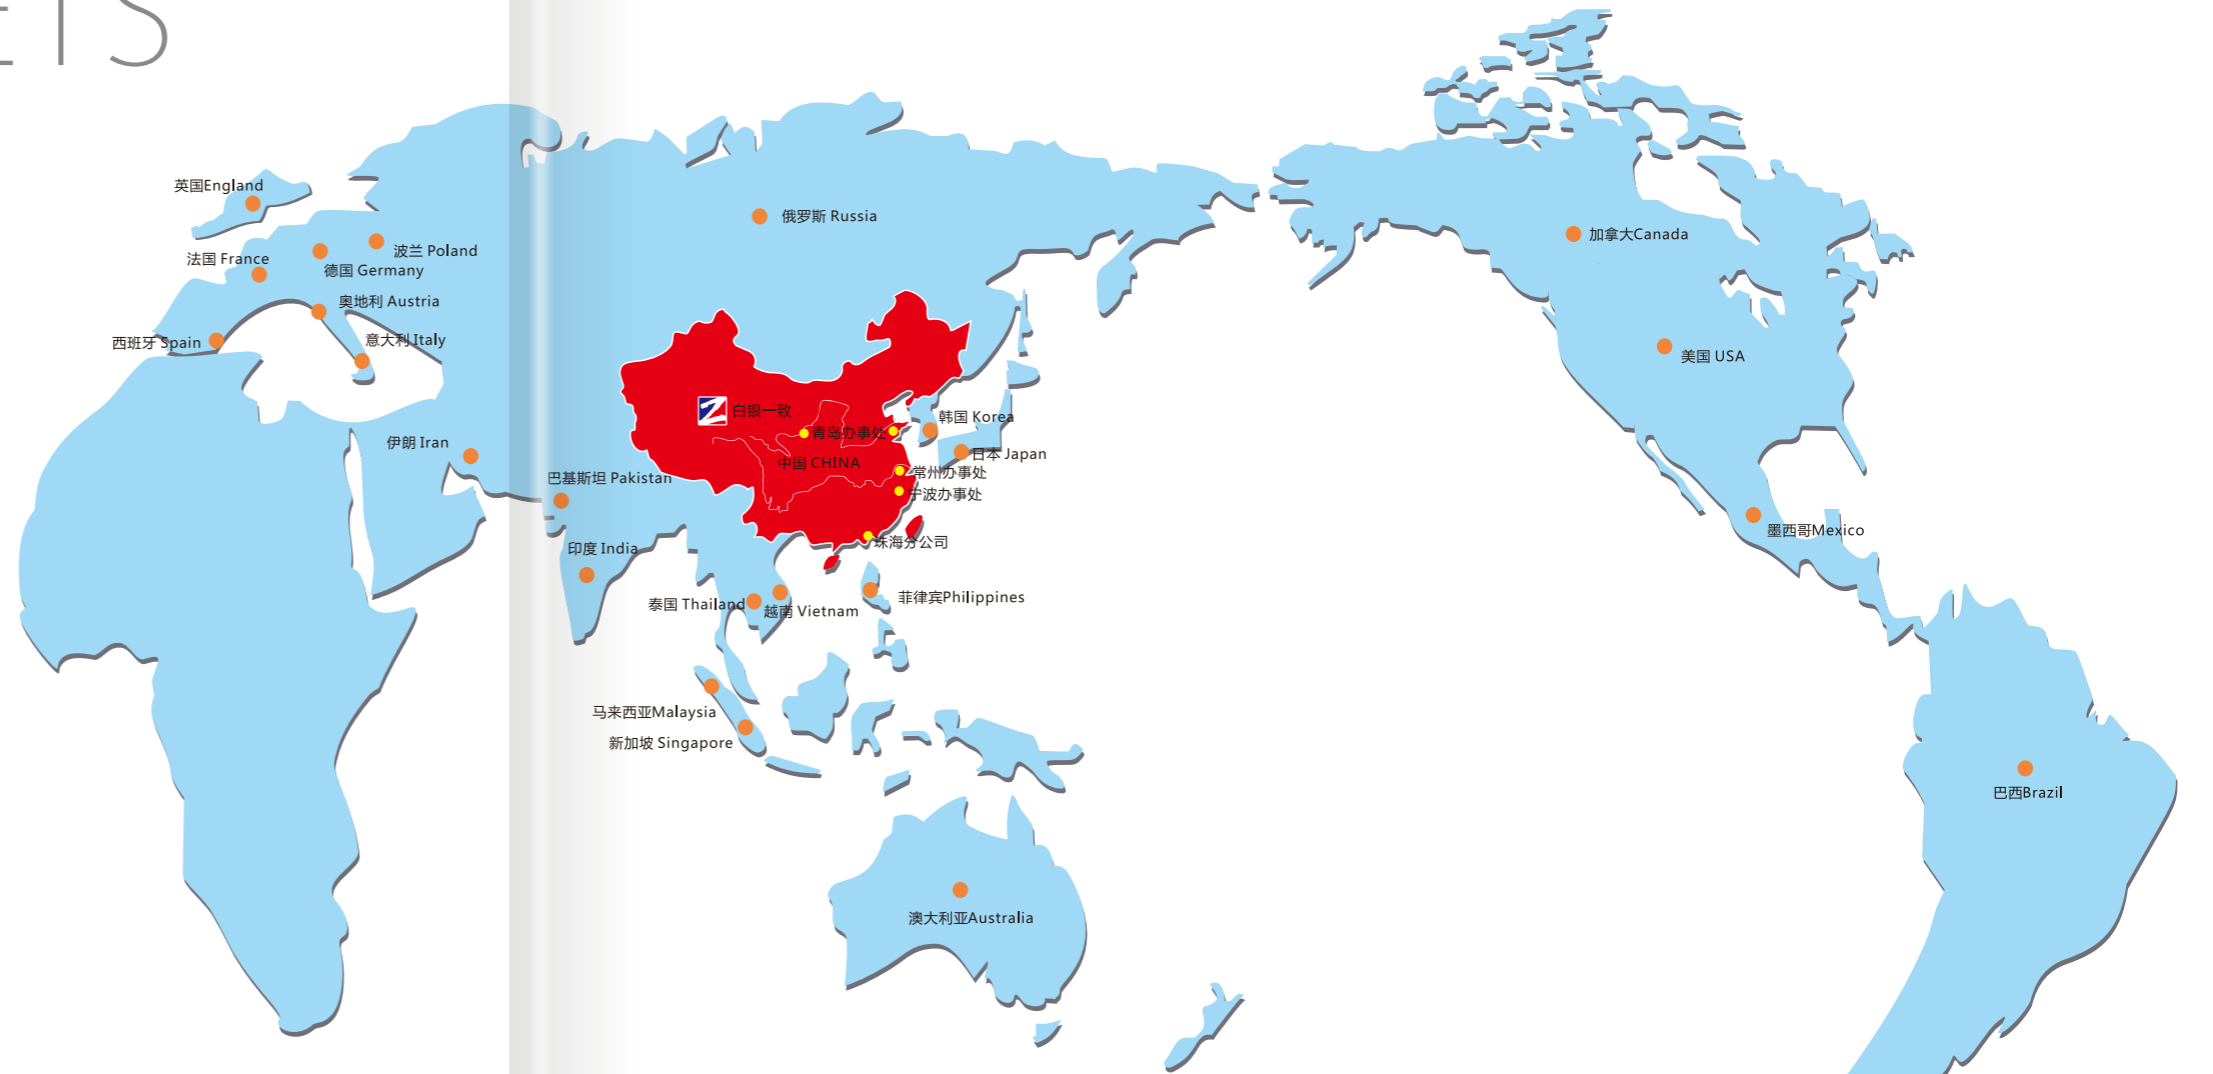 ETS
英国England
俄罗斯 Russia
加拿大Canada
波兰 Poland
法国 France
德国 Germany
奥地利 Austria
意大利 Italy
西班牙 Spain
美国 USA
白银一致
韩国 Korea
青岛办事处
伊朗 Iran
日本 Japan
中国 CHINA
常州办事处
巴基斯坦 Pakistan
宁波办事处
墨西哥Mexico
珠海分公司
印度 India
菲律宾Philippines
泰国 Thailand
越南 Vietnam
马来西亚Malaysia
新加坡 Singapore
巴西Brazil
澳大利亚Australia